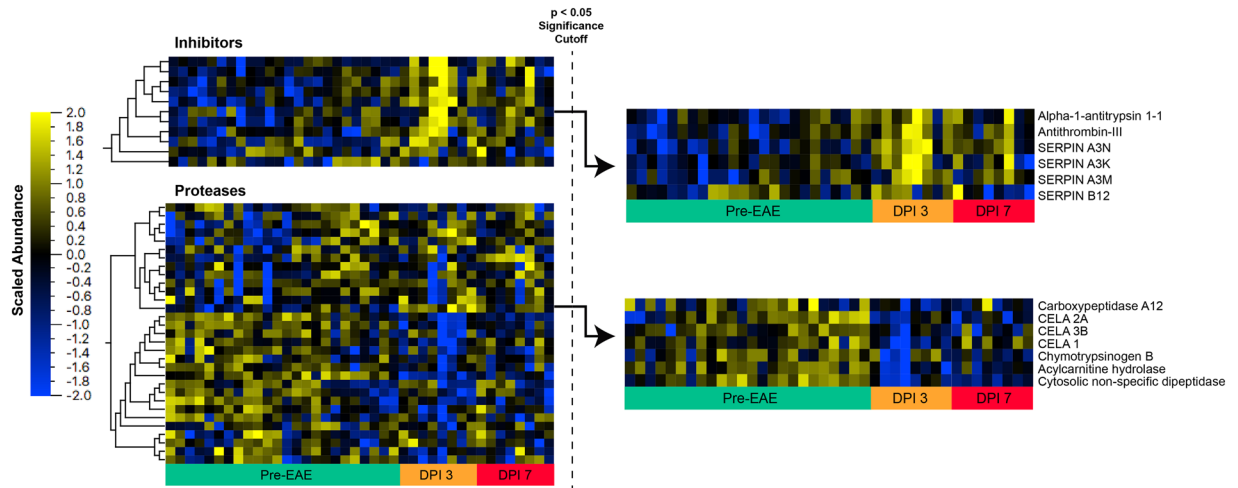 p < 0.05
Significance
Cutoff
Inhibitors
Scaled Abundance
2.0
1.8
1.6
1.4
1.2
1.0
0.8
0.6
0.4
0.2
0.0
-0.2
-0.4
-0.6
-0.8
-1.0
-1.2
-1.4
-1.6
-1.8
-2.0
Proteases
Pre-EAE
DPI 3
DPI 7
Alpha-1-antitrypsin 1-1
Antithrombin-III
SERPIN A3N
SERPIN A3K
SERPIN A3M
SERPIN B12
Pre-EAE
DPI 3
DPI 7
Carboxypeptidase A12
CELA 2A
CELA 3B
CELA 1
Chymotrypsinogen B
Acylcarnitine hydrolase
Cytosolic non-specific dipeptidase
Pre-EAE
DPI 3
DPI 7